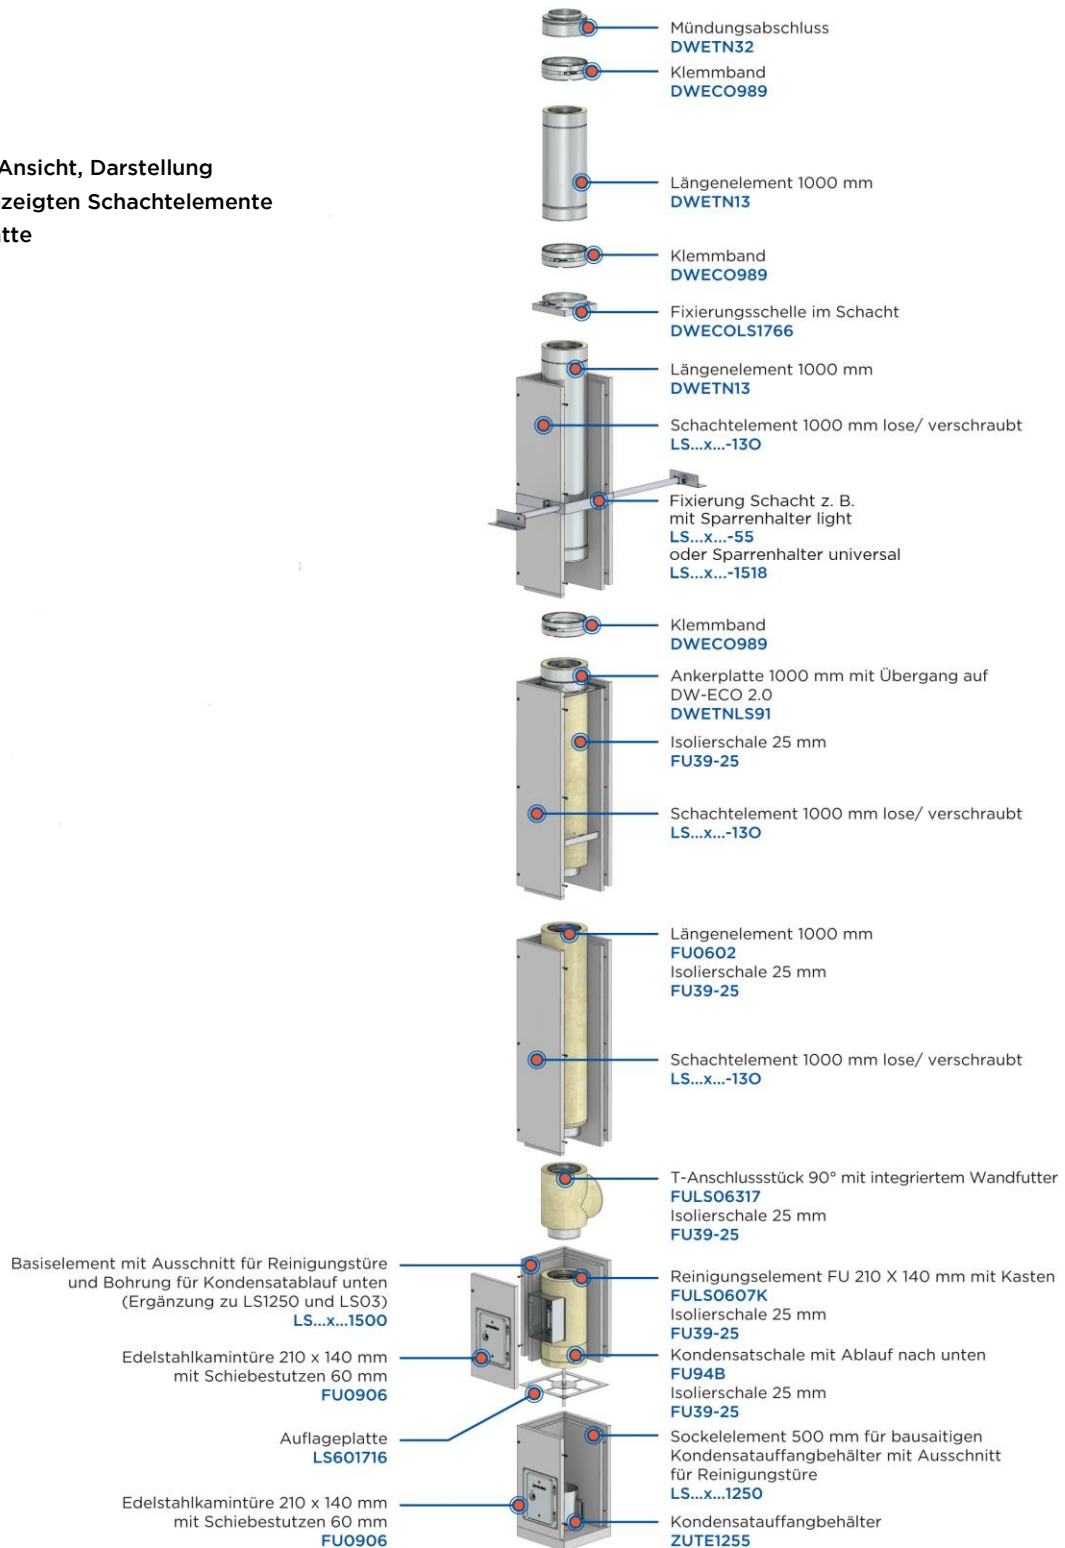 Ansicht, Darstellung
zeigten Schachtelemente
atte
Mündungsabschluss
DWETN32
Klemmband
DWECO989
Längenelement 1000 mm
DWETN13
Klemmband
DWECO989
Fixierungsschelle im Schacht
DWECOLS1766
Längenelement 1000 mm
DWETN13
Schachtelement 1000 mm lose/ verschraubt
LS...x...-13O
Fixierung Schacht z. B.
mit Sparrenhalter light
LS...x...-55
oder Sparrenhalter universal
LS...x...-1518
Klemmband
DWECO989
Ankerplatte 1000 mm mit Übergang auf
DW-ECO 2.0
DWETNLS91
Isolierschale 25 mm
FU39-25
Schachtelement 1000 mm lose/ verschraubt
LS...x...-13O
Längenelement 1000 mm
FU0602
Isolierschale 25 mm
FU39-25
Schachtelement 1000 mm lose/ verschraubt
LS...x...-13O
T-Anschlussstück 90° mit integriertem Wandfutter
FULS06317
Isolierschale 25 mm
FU39-25
Basiselement mit Ausschnitt für Reinigungstüre
und Bohrung für Kondensatablauf unten
(Ergänzung zu LS1250 und LS03)
LS...x...1500
Reinigungselement FU 210 X 140 mm mit Kasten
FULS0607K
Isolierschale 25 mm
FU39-25
Edelstahlkamintüre 210 x 140 mm
mit Schiebestutzen 60 mm
FU0906
Kondensatschale mit Ablauf nach unten
FU94B
Isolierschale 25 mm
FU39-25
Auflageplatte
LS601716
Sockelelement 500 mm für bausaitigen
Kondensatauffangbehälter mit Ausschnitt
für Reinigungstüre
LS...x...1250
Edelstahlkamintüre 210 x 140 mm
mit Schiebestutzen 60 mm
FU0906
Kondensatauffangbehälter
ZUTE1255